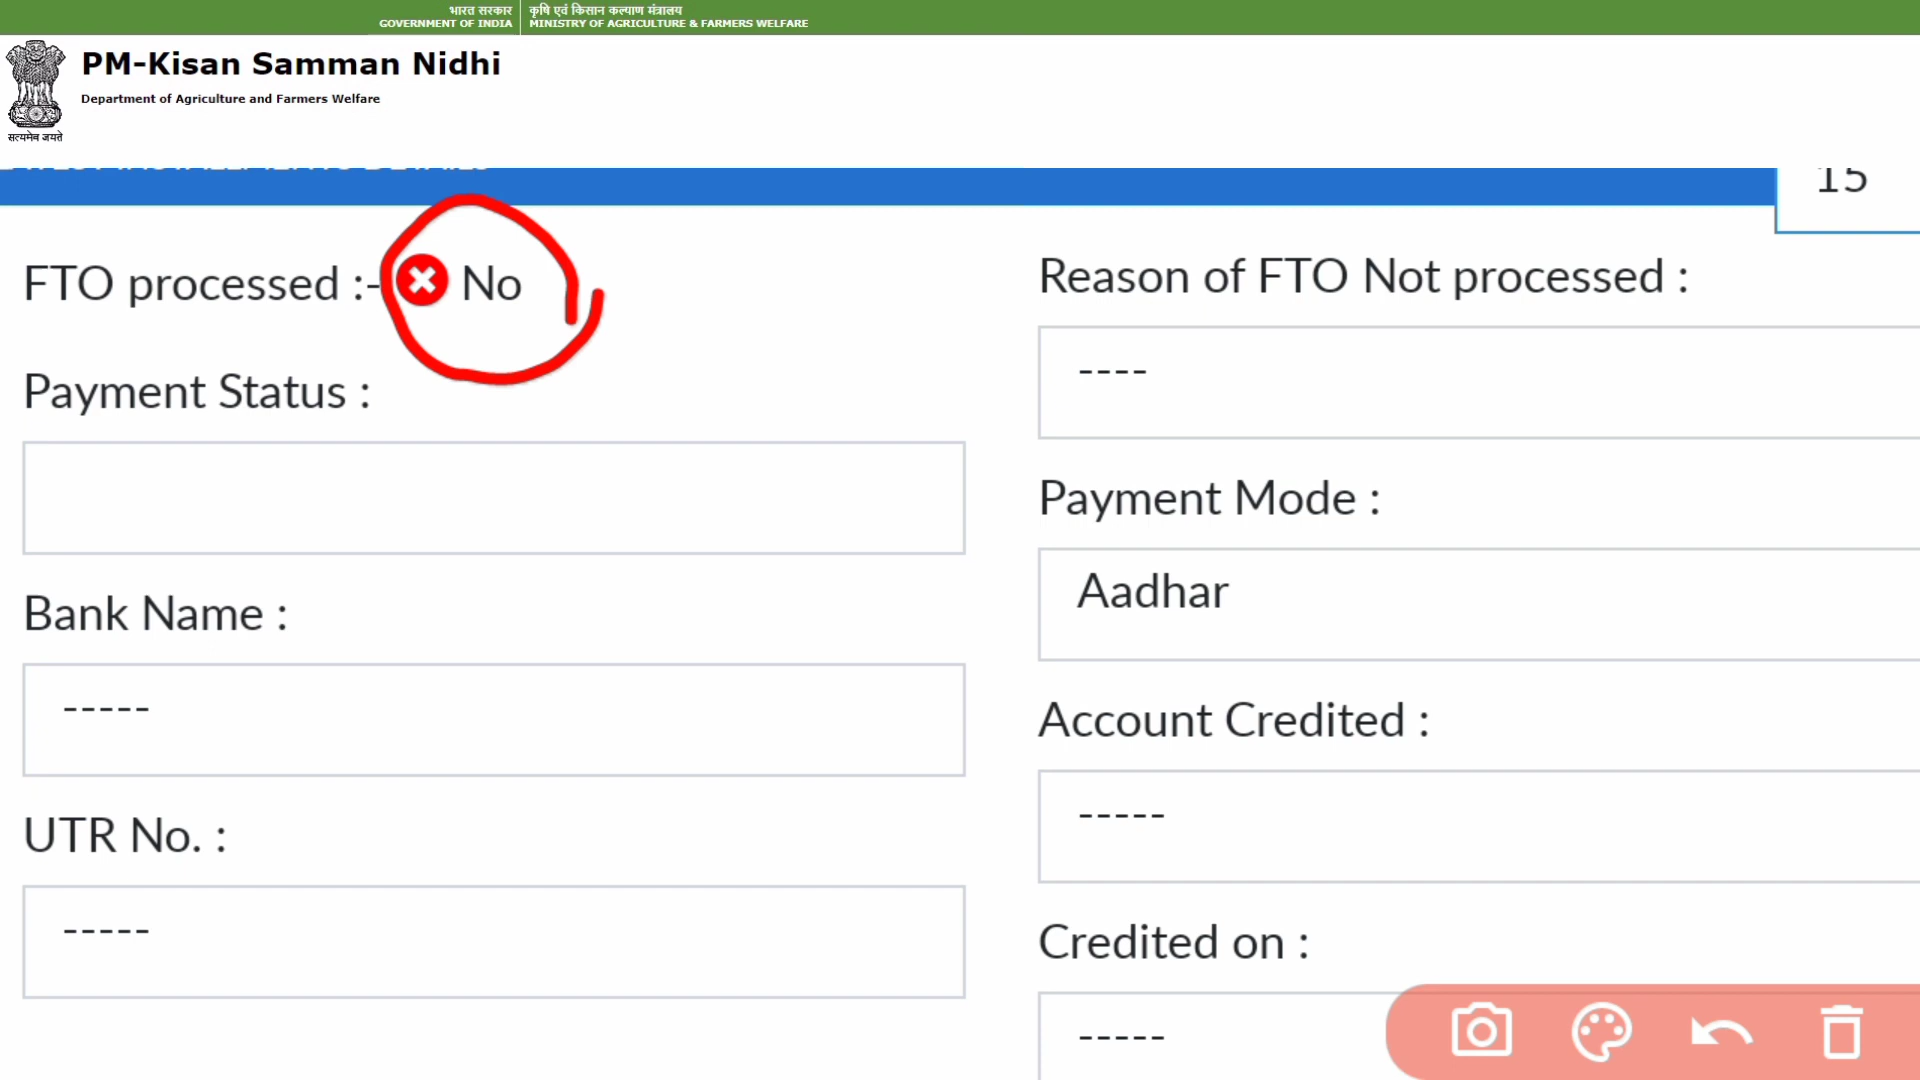 भारत सरकार
GOVERNMENT OF INDIA
कृषि एवं किसान कल्याण मंत्रालय
MINISTRY OF AGRICULTURE & FARMERS WELFARE
PM-Kisan Samman Nidhi
Department of Agriculture and Farmers Welfare
सत्यमेव जयते
15
FTO processed :- No
Reason of FTO Not processed :
----
Payment Status :
Payment Mode :
Aadhar
Bank Name :
-----
Account Credited :
-----
UTR No. :
-----
Credited on :
-----